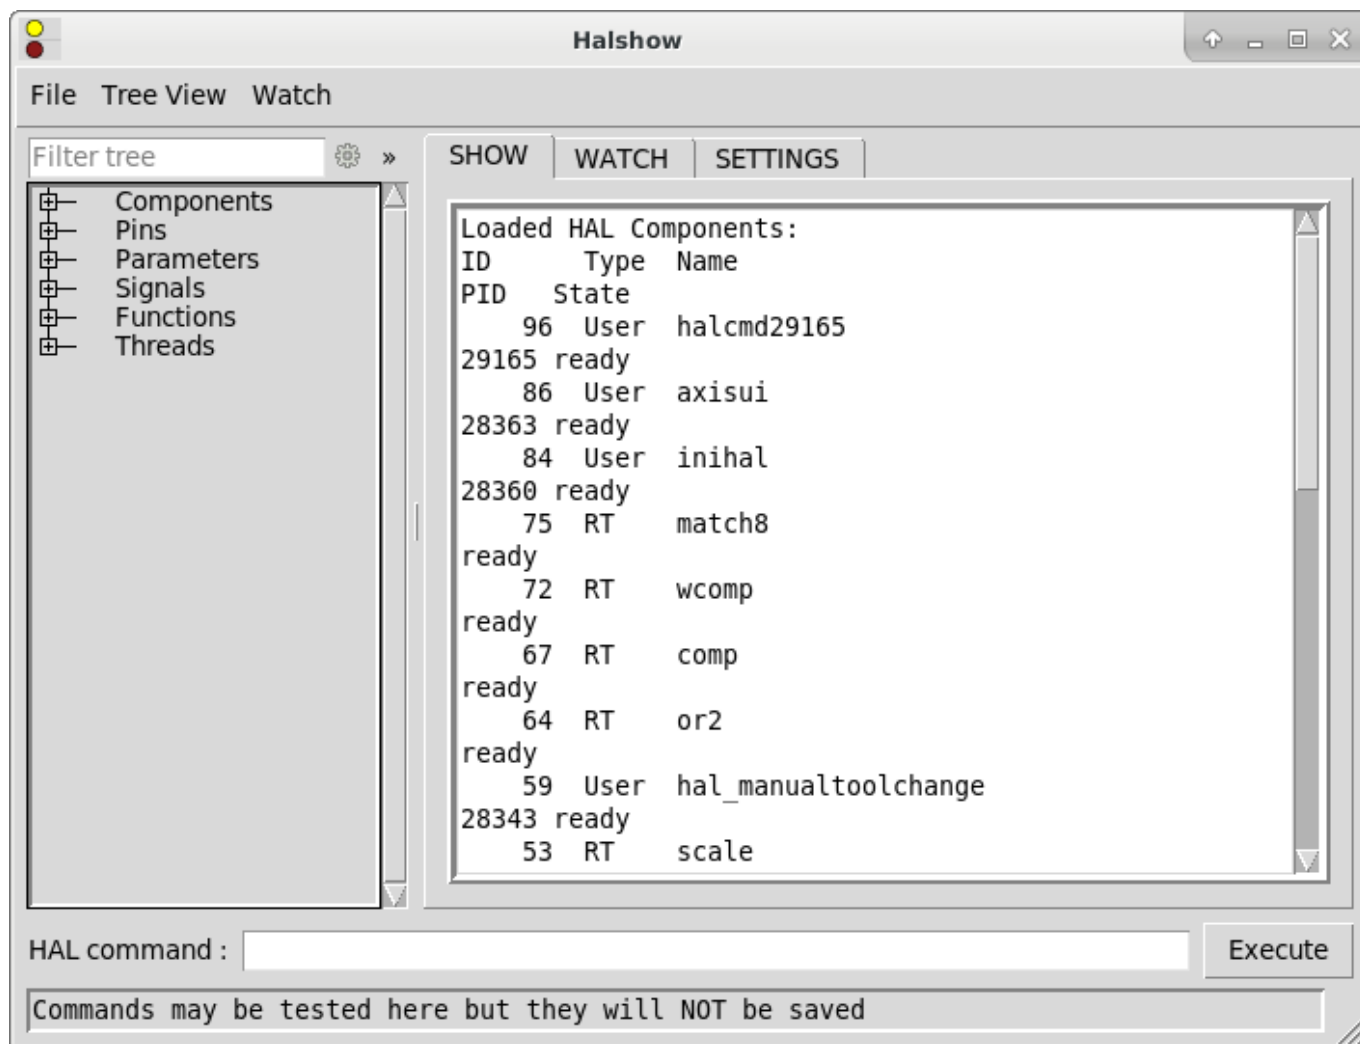 Halshow
File Tree View Watch
Filter tree »
Components
Pins
Parameters
Signals
Functions
Threads
SHOW WATCH SETTINGS
Loaded HAL Components:
ID      Type  Name
PID   State
    96  User  halcmd29165
29165 ready
    86  User  axisui
28363 ready
    84  User  inihal
28360 ready
    75  RT    match8
ready
    72  RT    wcomp
ready
    67  RT    comp
ready
    64  RT    or2
ready
    59  User  hal_manualtoolchange
28343 ready
    53  RT    scale
HAL command :
Execute
Commands may be tested here but they will NOT be saved